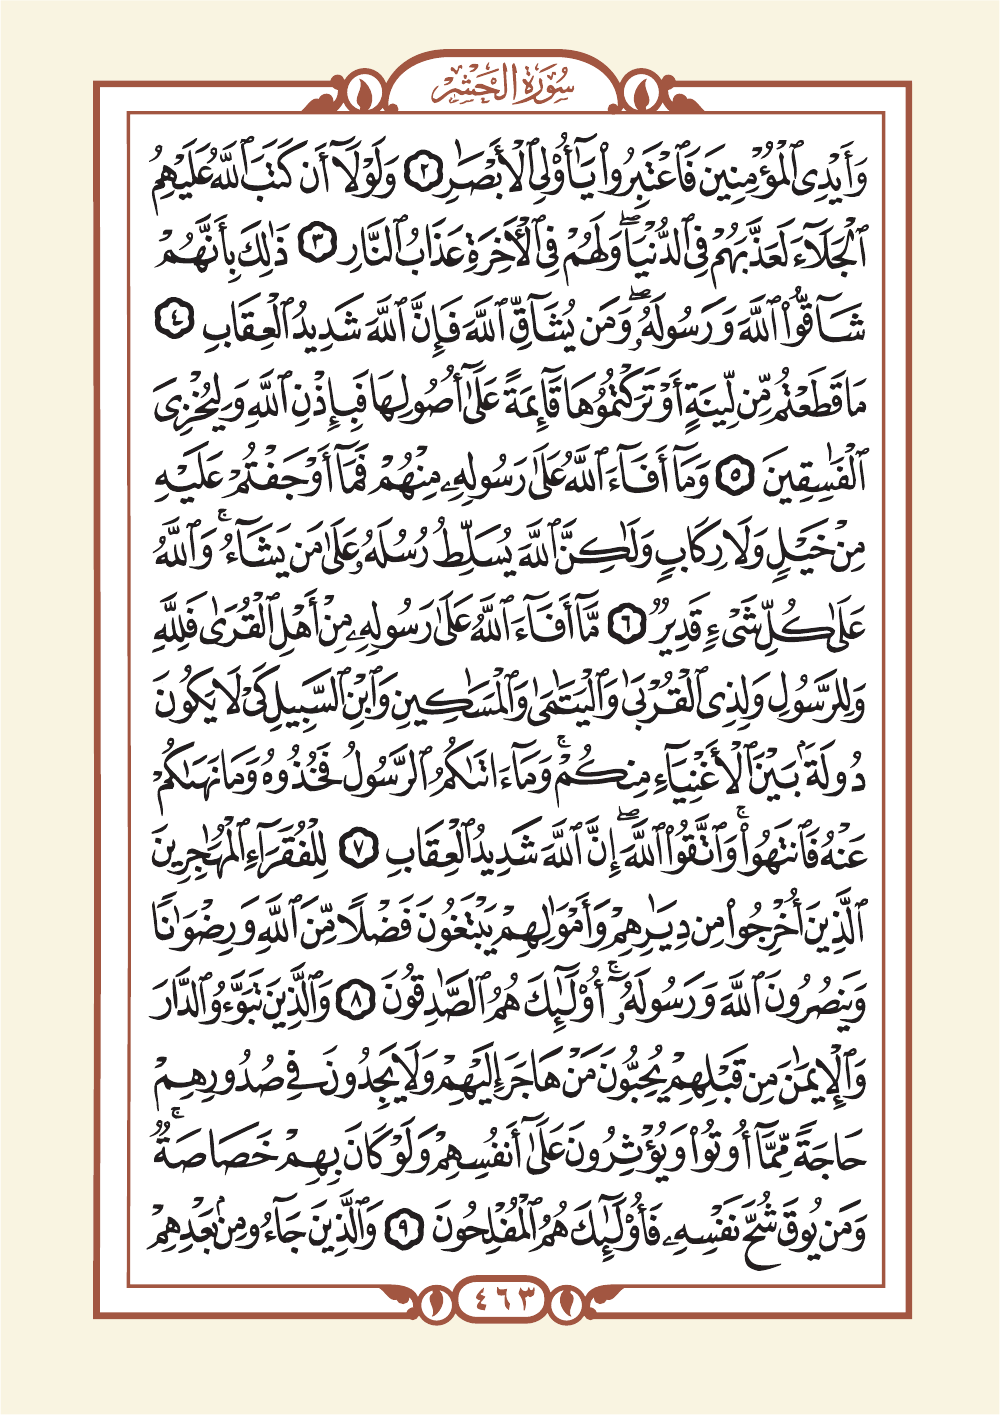 سُورَةُ الْحَشْرِ
وَأَيْدِى ٱلْمُؤْمِنِينَ فَٱعْتَبِرُوا۟ يَـٰٓأُو۟لِى ٱلْأَبْصَـٰرِ ٢ وَلَوْلَآ أَن كَتَبَ ٱللَّهُ عَلَيْهِمُ
ٱلْجَلَآءَ لَعَذَّبَهُمْ فِى ٱلدُّنْيَا ۖ وَلَهُمْ فِى ٱلْـَٔاخِرَةِ عَذَابُ ٱلنَّارِ ٣ ذَٰلِكَ بِأَنَّهُمْ
شَآقُّوا۟ ٱللَّهَ وَرَسُولَهُۥ ۖ وَمَن يُشَآقِّ ٱللَّهَ فَإِنَّ ٱللَّهَ شَدِيدُ ٱلْعِقَابِ ٤
مَا قَطَعْتُم مِّن لِّينَةٍ أَوْ تَرَكْتُمُوهَا قَآئِمَةً عَلَىٰٓ أُصُولِهَا فَبِإِذْنِ ٱللَّهِ وَلِيُخْزِىَ
ٱلْفَـٰسِقِينَ ٥ وَمَآ أَفَآءَ ٱللَّهُ عَلَىٰ رَسُولِهِۦ مِنْهُمْ فَمَآ أَوْجَفْتُمْ عَلَيْهِ
مِنْ خَيْلٍ وَلَا رِكَابٍ وَلَـٰكِنَّ ٱللَّهَ يُسَلِّطُ رُسُلَهُۥ عَلَىٰ مَن يَشَآءُ ۚ وَٱللَّهُ
عَلَىٰ كُلِّ شَىْءٍ قَدِيرٌ ٦ مَّآ أَفَآءَ ٱللَّهُ عَلَىٰ رَسُولِهِۦ مِنْ أَهْلِ ٱلْقُرَىٰ فَلِلَّهِ
وَلِلرَّسُولِ وَلِذِى ٱلْقُرْبَىٰ وَٱلْيَتَـٰمَىٰ وَٱلْمَسَـٰكِينِ وَٱبْنِ ٱلسَّبِيلِ كَىْ لَا يَكُونَ
دُولَةًۢ بَيْنَ ٱلْأَغْنِيَآءِ مِنكُمْ ۚ وَمَآ ءَاتَىٰكُمُ ٱلرَّسُولُ فَخُذُوهُ وَمَا نَهَىٰكُمْ
عَنْهُ فَٱنتَهُوا۟ ۚ وَٱتَّقُوا۟ ٱللَّهَ ۖ إِنَّ ٱللَّهَ شَدِيدُ ٱلْعِقَابِ ٧ لِلْفُقَرَآءِ ٱلْمُهَـٰجِرِينَ
ٱلَّذِينَ أُخْرِجُوا۟ مِن دِيَـٰرِهِمْ وَأَمْوَٰلِهِمْ يَبْتَغُونَ فَضْلًا مِّنَ ٱللَّهِ وَرِضْوَٰنًا
وَيَنصُرُونَ ٱللَّهَ وَرَسُولَهُۥٓ ۚ أُو۟لَـٰٓئِكَ هُمُ ٱلصَّـٰدِقُونَ ٨ وَٱلَّذِينَ تَبَوَّءُو ٱلدَّارَ
وَٱلْإِيمَـٰنَ مِن قَبْلِهِمْ يُحِبُّونَ مَنْ هَاجَرَ إِلَيْهِمْ وَلَا يَجِدُونَ فِى صُدُورِهِمْ
حَاجَةً مِّمَّآ أُوتُوا۟ وَيُؤْثِرُونَ عَلَىٰٓ أَنفُسِهِمْ وَلَوْ كَانَ بِهِمْ خَصَاصَةٌ ۚ
وَمَن يُوقَ شُحَّ نَفْسِهِۦ فَأُو۟لَـٰٓئِكَ هُمُ ٱلْمُفْلِحُونَ ٩ وَٱلَّذِينَ جَآءُو مِنۢ بَعْدِهِمْ
٤٦٣